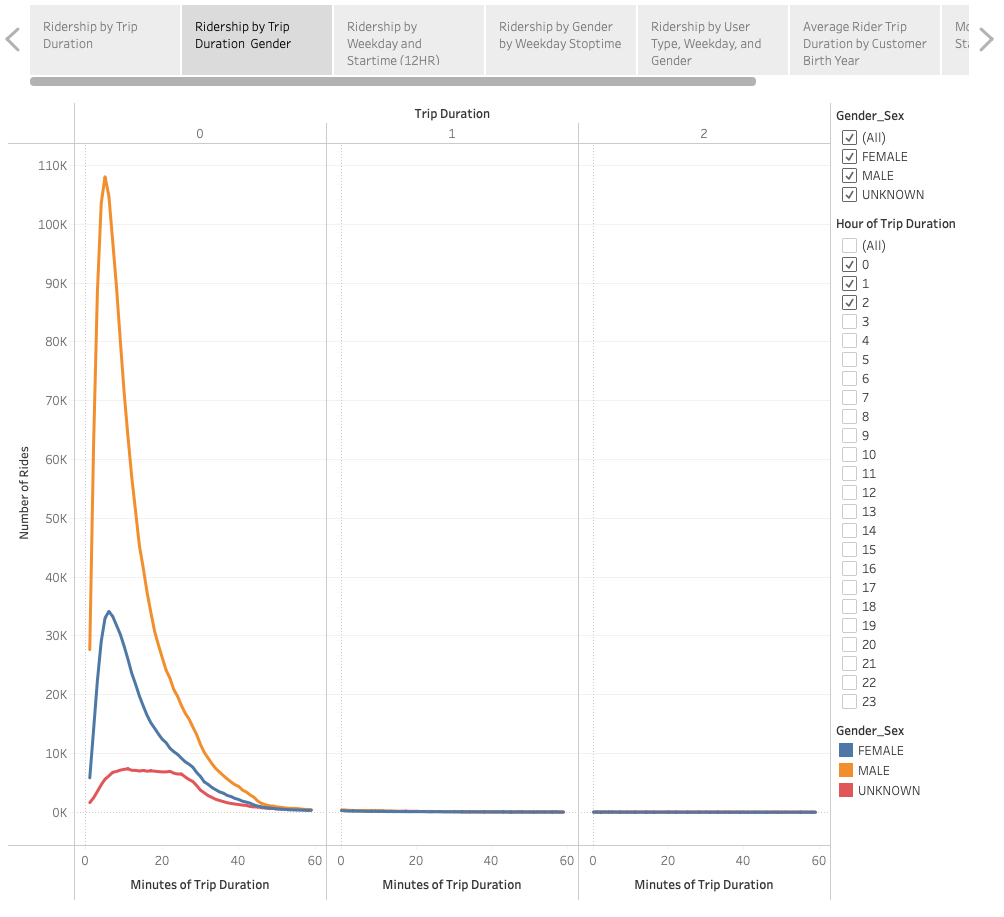 Ridership by Trip
Duration
Ridership by Trip
Duration  Gender
Ridership by
Weekday and
Startime (12HR)
Ridership by Gender
by Weekday Stoptime
Ridership by User
Type, Weekday, and
Gender
Average Rider Trip
Duration by Customer
Birth Year
Trip Duration
0
1
2
110K
100K
90K
80K
70K
60K
50K
40K
30K
20K
10K
0K
Number of Rides
0 20 40 60
0 20 40 60
0 20 40 60
Minutes of Trip Duration
Minutes of Trip Duration
Minutes of Trip Duration
Gender_Sex
(All)
FEMALE
MALE
UNKNOWN
Hour of Trip Duration
(All)
0
1
2
3
4
5
6
7
8
9
10
11
12
13
14
15
16
17
18
19
20
21
22
23
Gender_Sex
FEMALE
MALE
UNKNOWN